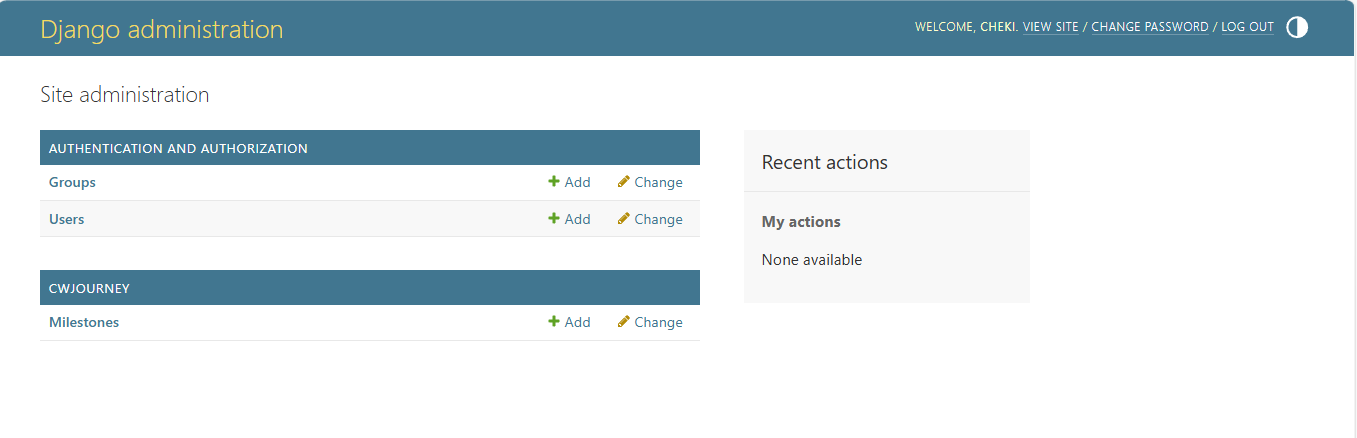 Django administration
WELCOME, CHEKI. VIEW SITE / CHANGE PASSWORD / LOG OUT
Site administration
AUTHENTICATION AND AUTHORIZATION
Groups Add Change
Users Add Change
CWJOURNEY
Milestones Add Change
Recent actions
My actions
None available